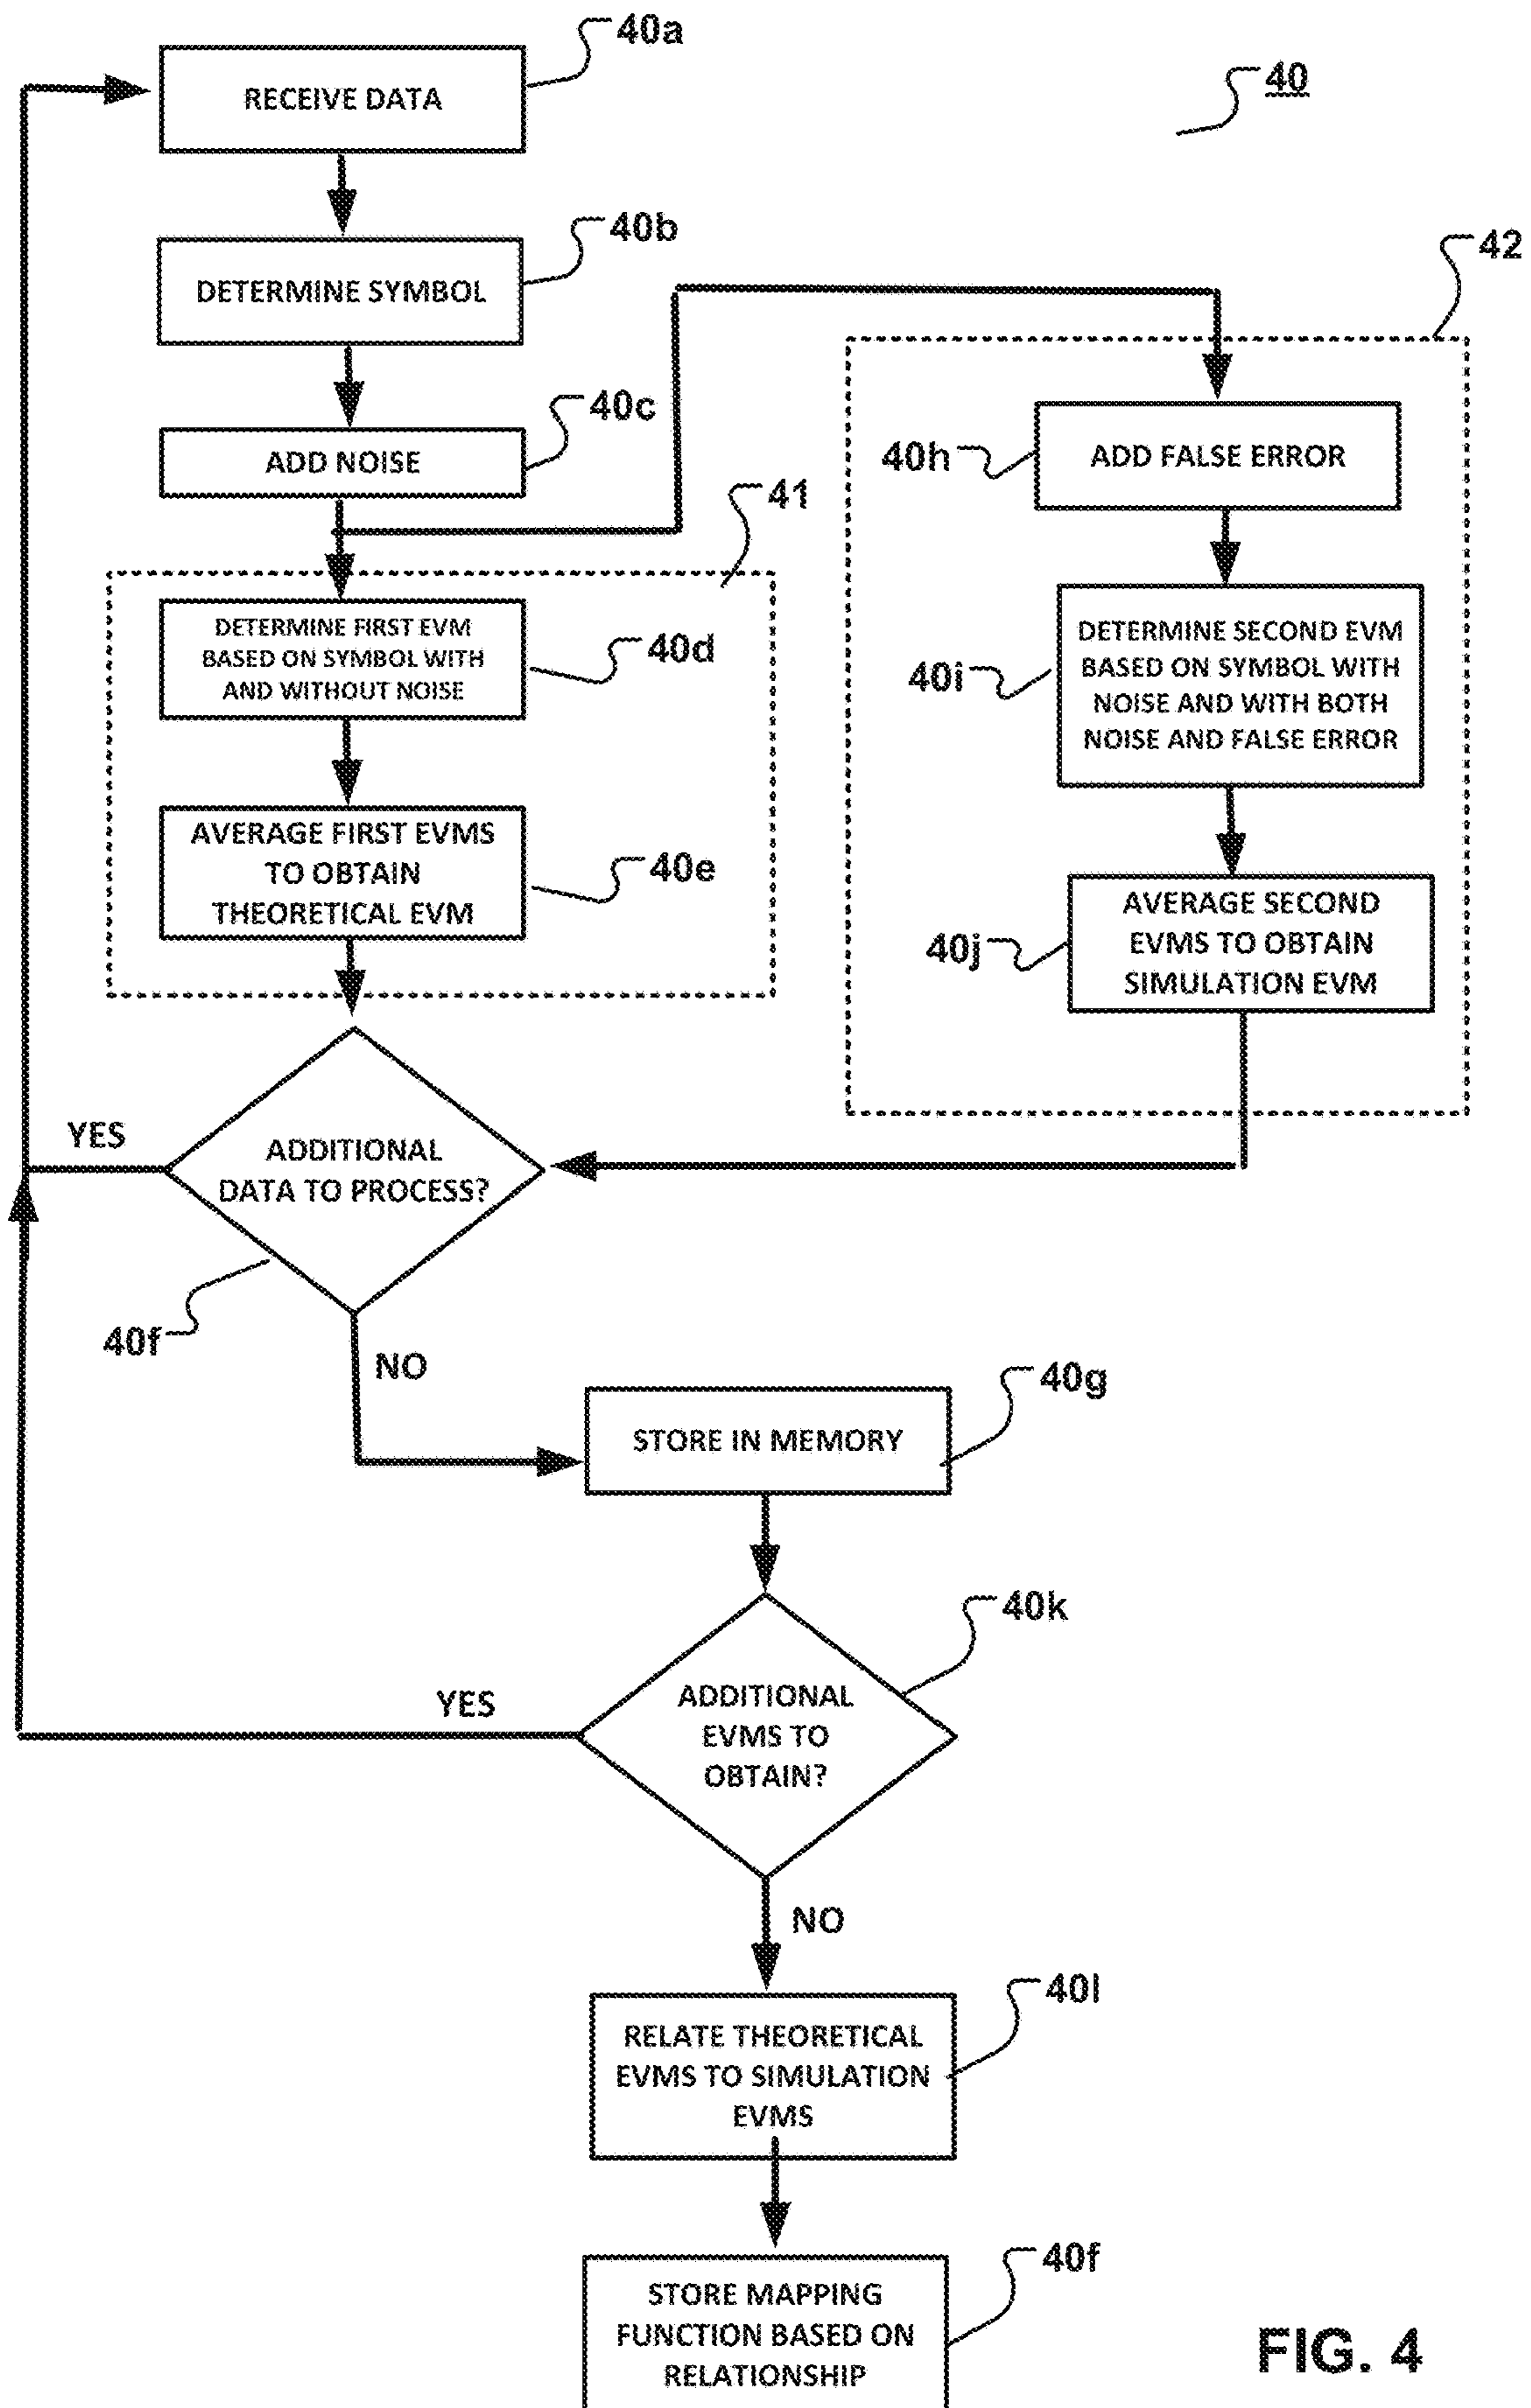 40a
RECEIVE DATA
40
40b
DETERMINE SYMBOL
42
40c
ADD NOISE
40h
ADD FALSE ERROR
41
DETERMINE FIRST EVM
BASED ON SYMBOL WITH
AND WITHOUT NOISE
40d
40i
DETERMINE SECOND EVM
BASED ON SYMBOL WITH
NOISE AND WITH BOTH
NOISE AND FALSE ERROR
AVERAGE FIRST EVMS
TO OBTAIN
THEORETICAL EVM
40e
40j
AVERAGE SECOND
EVMS TO OBTAIN
SIMULATION EVM
YES
ADDITIONAL
DATA TO PROCESS?
40f
NO
40g
STORE IN MEMORY
40k
YES
ADDITIONAL
EVMS TO
OBTAIN?
NO
40l
RELATE THEORETICAL
EVMS TO SIMULATION
EVMS
40f
STORE MAPPING
FUNCTION BASED ON
RELATIONSHIP
FIG. 4